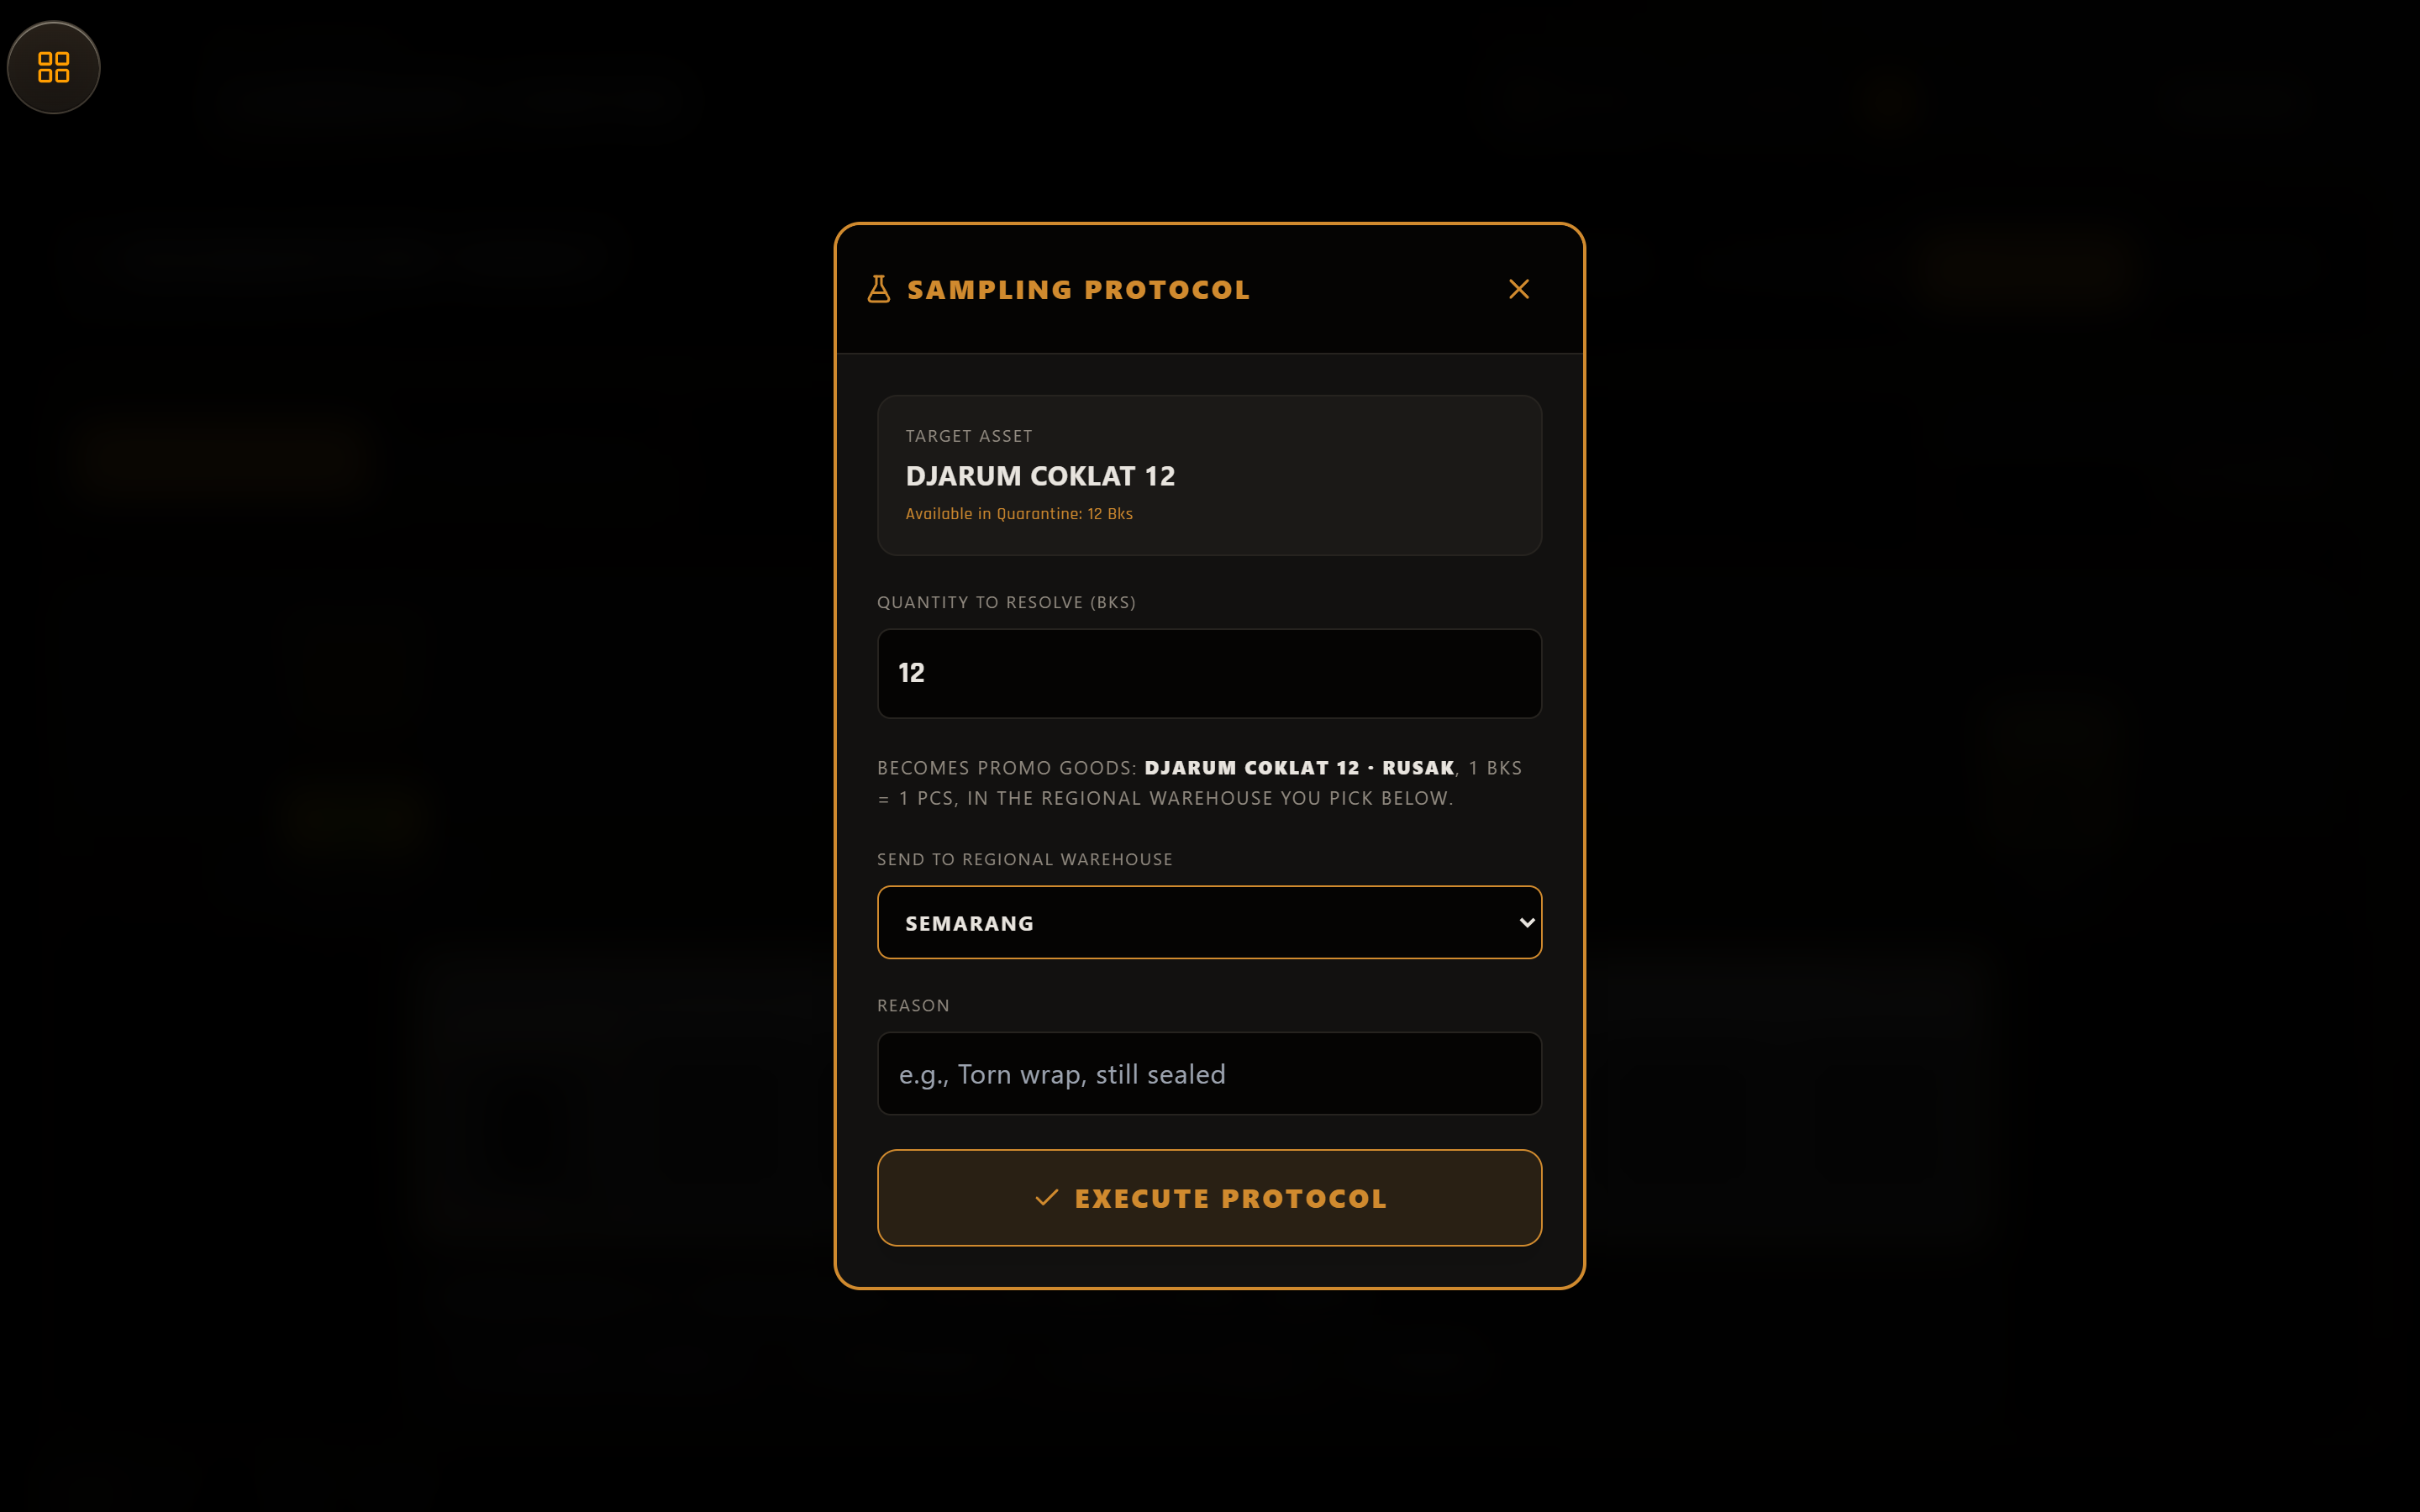 SAMPLING PROTOCOL
TARGET ASSET
DJARUM COKLAT 12
Available in Quarantine: 12 Bks
QUANTITY TO RESOLVE (BKS)
12
BECOMES PROMO GOODS: DJARUM COKLAT 12 · RUSAK, 1 BKS
= 1 PCS, IN THE REGIONAL WAREHOUSE YOU PICK BELOW.
SEND TO REGIONAL WAREHOUSE
SEMARANG
REASON
e.g., Torn wrap, still sealed
EXECUTE PROTOCOL